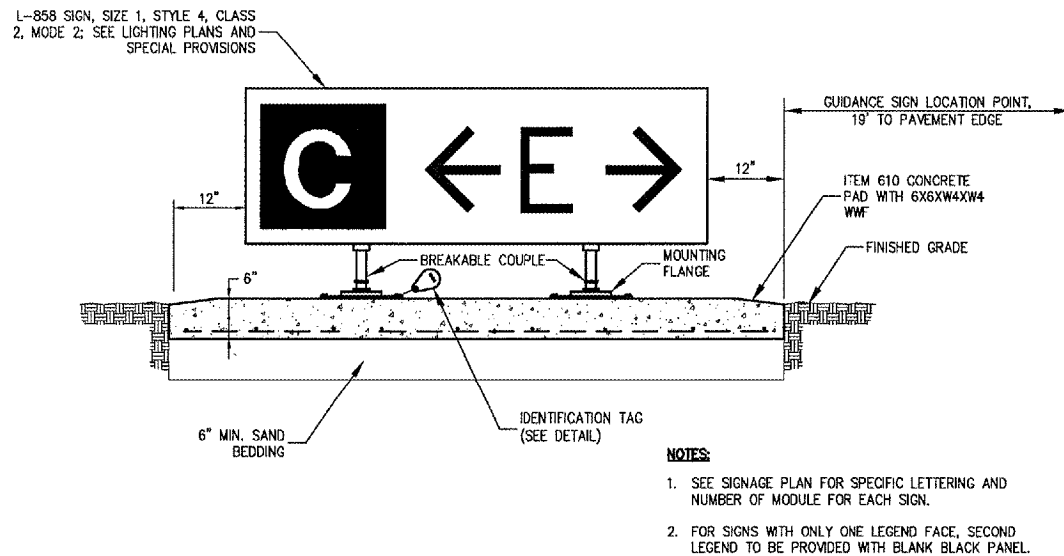 L-858 SIGN, SIZE 1, STYLE 4, CLASS
2, MODE 2; SEE LIGHTING PLANS AND
SPECIAL PROVISIONS
GUIDANCE SIGN LOCATION POINT,
19' TO PAVEMENT EDGE
C ← E →
12"
12"
ITEM 610 CONCRETE
PAD WITH 6X6XW4XW4
WWF
BREAKABLE COUPLE
MOUNTING
FLANGE
FINISHED GRADE
6"
IDENTIFICATION TAG
(SEE DETAIL)
6" MIN. SAND
BEDDING
NOTES:
1. SEE SIGNAGE PLAN FOR SPECIFIC LETTERING AND
NUMBER OF MODULE FOR EACH SIGN.
2. FOR SIGNS WITH ONLY ONE LEGEND FACE, SECOND
LEGEND TO BE PROVIDED WITH BLANK BLACK PANEL.